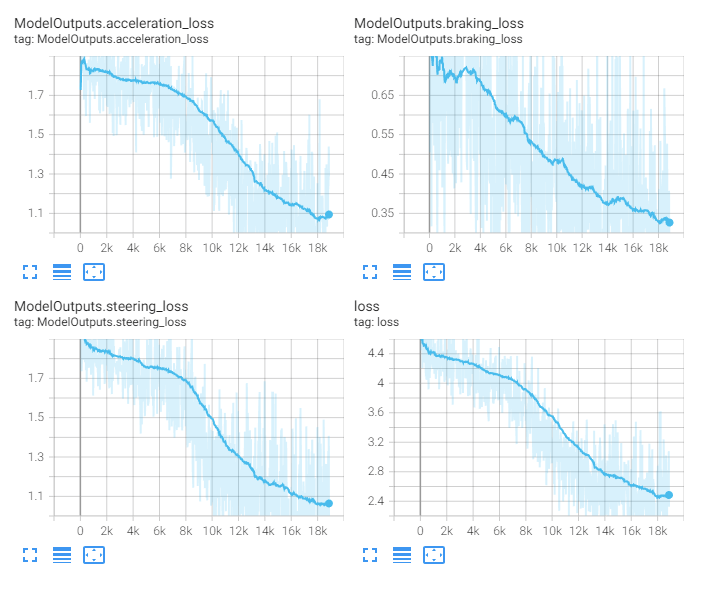 ModelOutputs.acceleration_loss
tag: ModelOutputs.acceleration_loss
1.7
1.5
1.3
1.1
0 2k 4k 6k 8k 10k 12k 14k 16k 18k
ModelOutputs.braking_loss
tag: ModelOutputs.braking_loss
0.65
0.55
0.45
0.35
0 2k 4k 6k 8k 10k 12k 14k 16k 18k
ModelOutputs.steering_loss
tag: ModelOutputs.steering_loss
1.7
1.5
1.3
1.1
0 2k 4k 6k 8k 10k 12k 14k 16k 18k
loss
tag: loss
4.4
4
3.6
3.2
2.8
2.4
0 2k 4k 6k 8k 10k 12k 14k 16k 18k